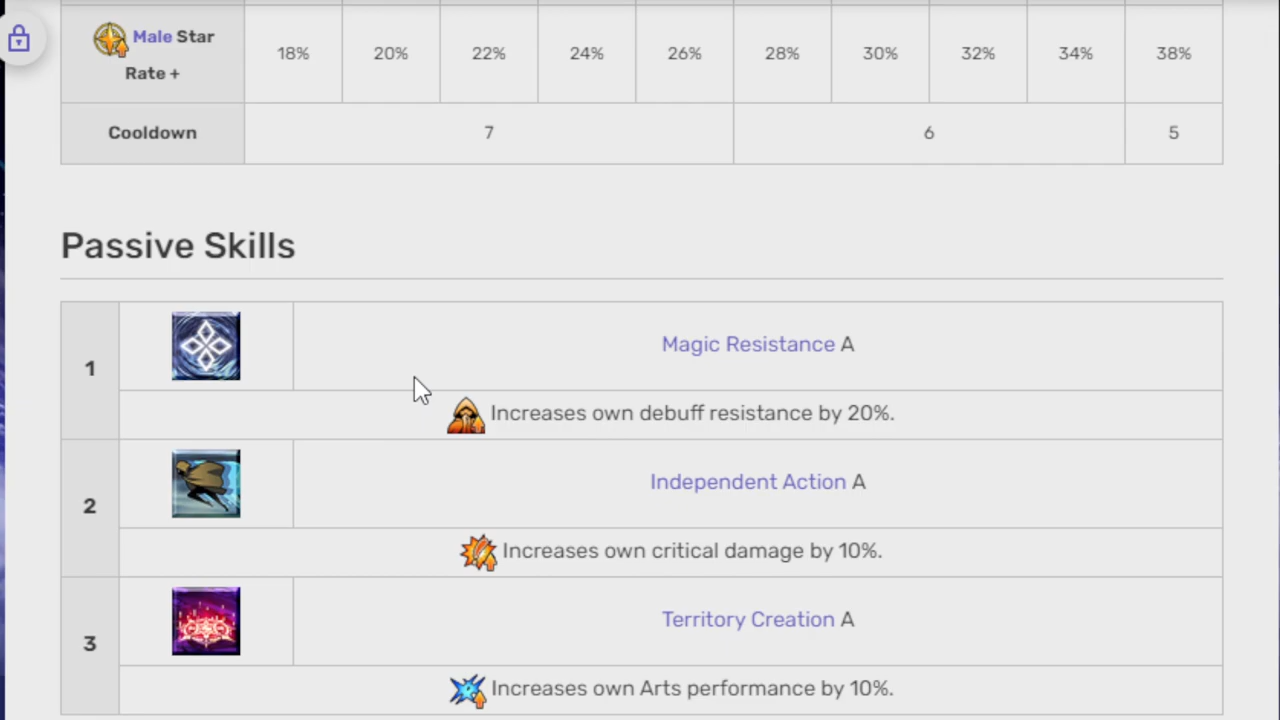 Male Star
Rate +
18% 20% 22% 24% 26% 28% 30% 32% 34% 38%
Cooldown 7 6 5
Passive Skills
1 Magic Resistance A
Increases own debuff resistance by 20%.
2 Independent Action A
Increases own critical damage by 10%.
3 Territory Creation A
Increases own Arts performance by 10%.